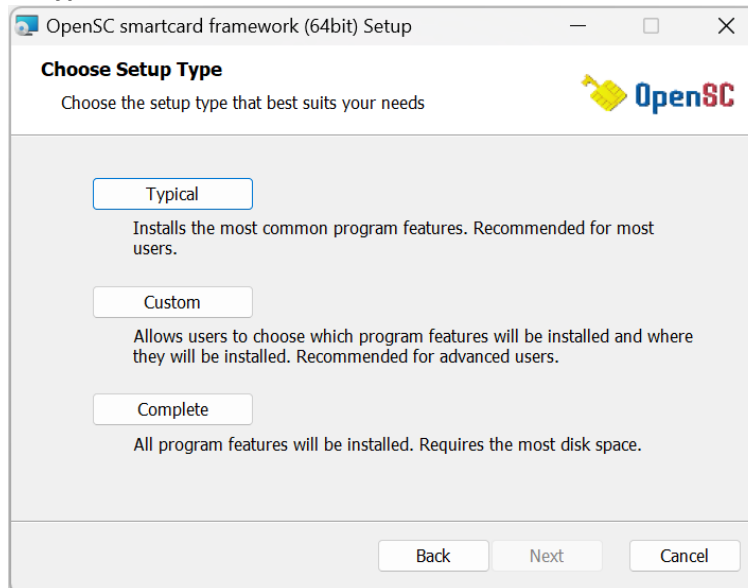 OpenSC smartcard framework (64bit) Setup
Choose Setup Type
Choose the setup type that best suits your needs
OpenSC
Typical
Installs the most common program features. Recommended for most
users.
Custom
Allows users to choose which program features will be installed and where
they will be installed. Recommended for advanced users.
Complete
All program features will be installed. Requires the most disk space.
Back Next Cancel